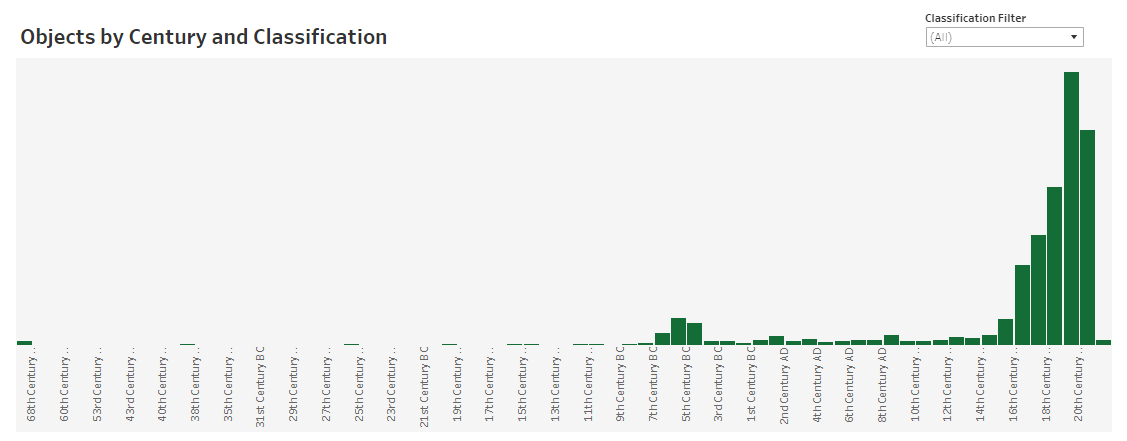 Classification Filter
Objects by Century and Classification
(All)
68th Century ..
60th Century ..
53rd Century ..
43rd Century ..
40th Century ..
38th Century ..
35th Century ..
31st Century BC
29th Century ..
27th Century ..
25th Century ..
23rd Century ..
21st Century BC
19th Century ..
17th Century ..
15th Century ..
13th Century ..
11th Century ..
9th Century BC
7th Century BC
5th Century BC
3rd Century BC
1st Century BC
2nd Century AD
4th Century AD
6th Century AD
8th Century AD
10th Century ..
12th Century ..
14th Century ..
16th Century ..
18th Century ..
20th Century ..